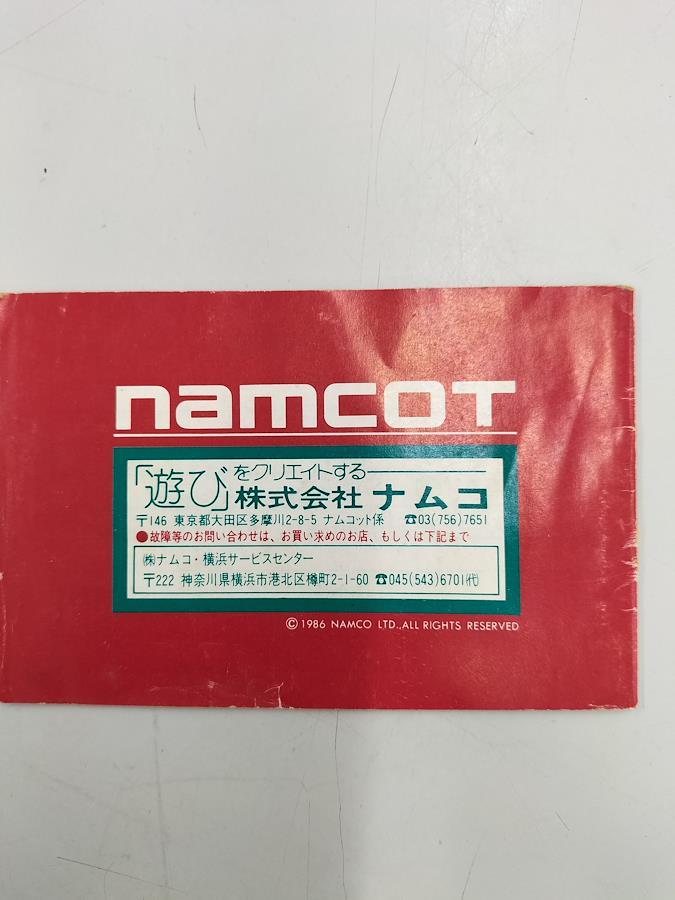 namcoT
「遊び」をクリエイトする――
株式会社 ナムコ
〒146 東京都大田区多摩川2-8-5 ナムコット係 ☎03(756)7651
●故障等のお問い合わせは、お買い求めのお店、もしくは下記まで
㈱ナムコ・横浜サービスセンター
〒222 神奈川県横浜市港北区樽町2-1-60 ☎045(543)6701㈹
©1986 NAMCO LTD.,ALL RIGHTS RESERVED